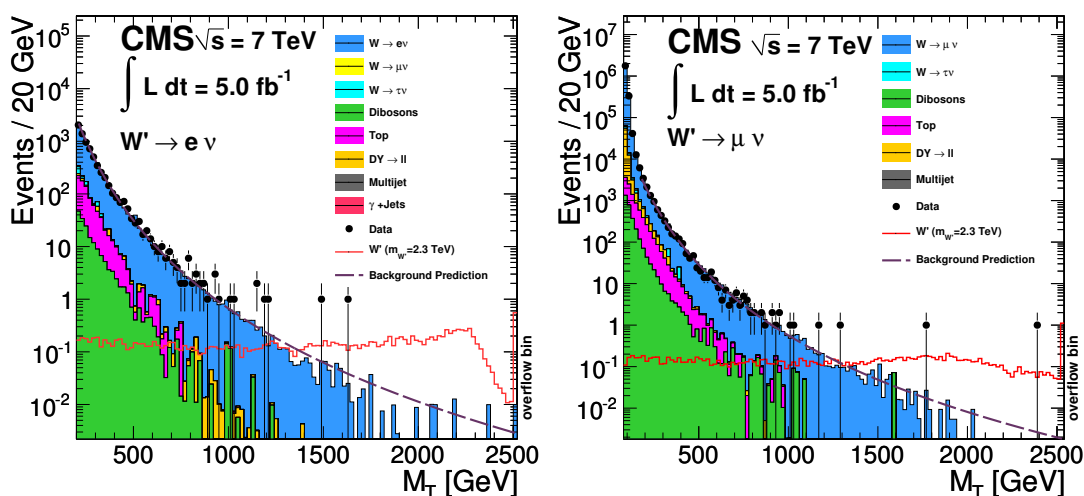 CMS √s = 7 TeV
∫ L dt = 5.0 fb⁻¹
W' → e ν
W → eν
W → μν
W → τν
Dibosons
Top
DY → ll
Multijet
γ +Jets
Data
W' (m_W'=2.3 TeV)
Background Prediction
Events / 20 GeV
10⁵
10⁴
10³
10²
10
1
10⁻¹
10⁻²
500 1000 1500 2000 2500
M_T [GeV]
overflow bin
CMS √s = 7 TeV
∫ L dt = 5.0 fb⁻¹
W' → μ ν
W → μ ν
W → τν
Dibosons
Top
DY → ll
Multijet
Data
W' (m_W'=2.3 TeV)
Background Prediction
Events / 20 GeV
10⁷
10⁶
10⁵
10⁴
10³
10²
10
1
10⁻¹
10⁻²
500 1000 1500 2000 2500
M_T [GeV]
overflow bin